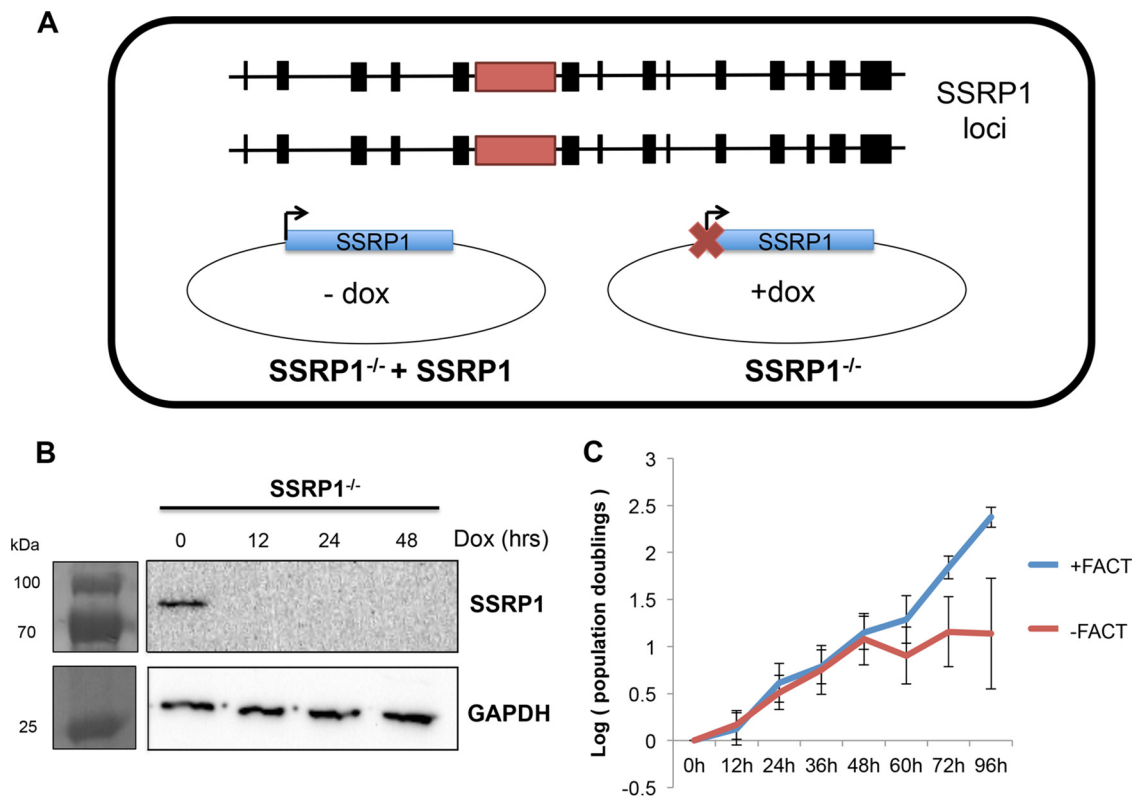 A
SSRP1
loci
SSRP1
- dox
SSRP1-/- + SSRP1
SSRP1
+dox
SSRP1-/-
B
SSRP1-/-
kDa
0 12 24 48 Dox (hrs)
100
70
SSRP1
25
GAPDH
C
Log ( population doublings )
3
2.5
2
1.5
1
0.5
0
-0.5
0h 12h 24h 36h 48h 60h 72h 96h
+FACT
-FACT